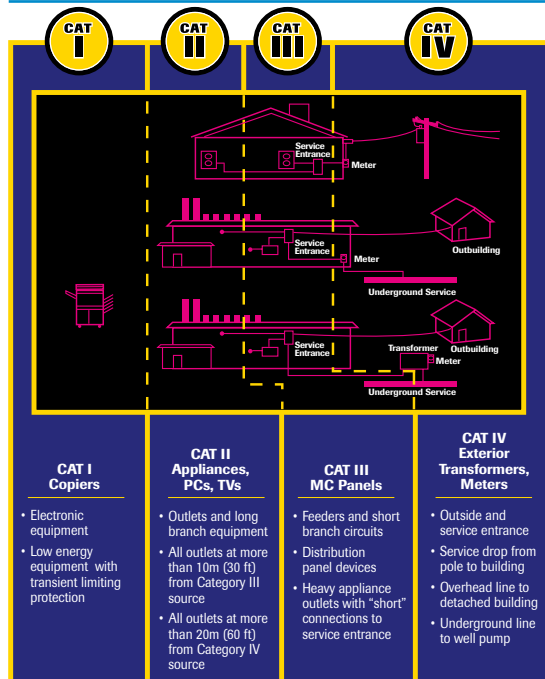 CAT
I
CAT
II
CAT
III
CAT
IV
Service
Entrance
Meter
Service
Entrance
Meter
Outbuilding
Underground Service
Service
Entrance
Transformer
Meter
Outbuilding
Underground Service
CAT I
Copiers
• Electronic
equipment
• Low energy
equipment with
transient limiting
protection
CAT II
Appliances,
PCs, TVs
• Outlets and long
branch equipment
• All outlets at more
than 10m (30 ft)
from Category III
source
• All outlets at more
than 20m (60 ft)
from Category IV
source
CAT III
MC Panels
• Feeders and short
branch circuits
• Distribution
panel devices
• Heavy appliance
outlets with “short”
connections to
service entrance
CAT IV
Exterior
Transformers,
Meters
• Outside and
service entrance
• Service drop from
pole to building
• Overhead line to
detached building
• Underground line
to well pump